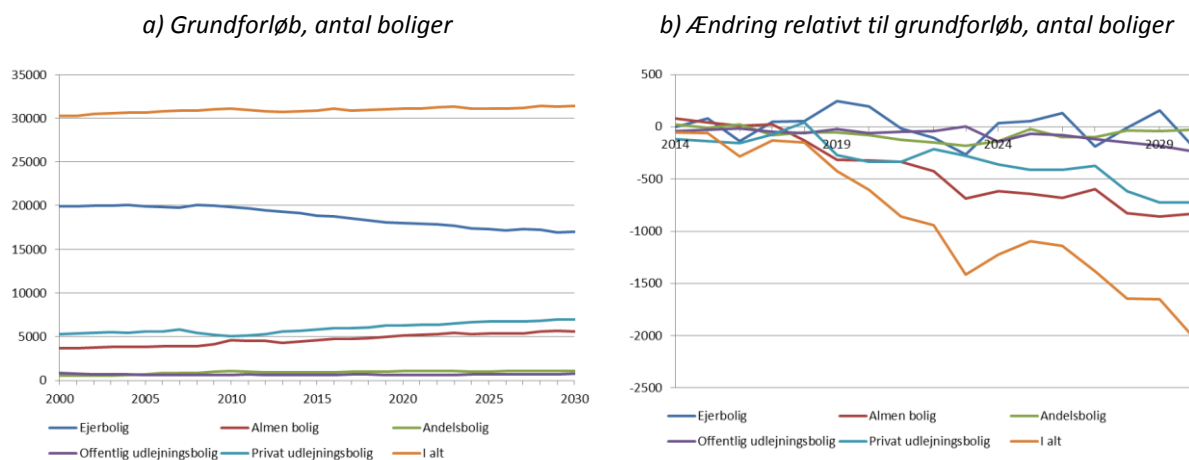 a) Grundforløb, antal boliger
35000
30000
25000
20000
15000
10000
5000
0
2000 2005 2010 2015 2020 2025 2030
Ejerbolig Almen bolig Andelsbolig
Offentlig udlejningsbolig Privat udlejningsbolig I alt
b) Ændring relativt til grundforløb, antal boliger
500
0
2014 2019 2024 2029
-500
-1000
-1500
-2000
-2500
Ejerbolig Almen bolig Andelsbolig
Offentlig udlejningsbolig Privat udlejningsbolig I alt